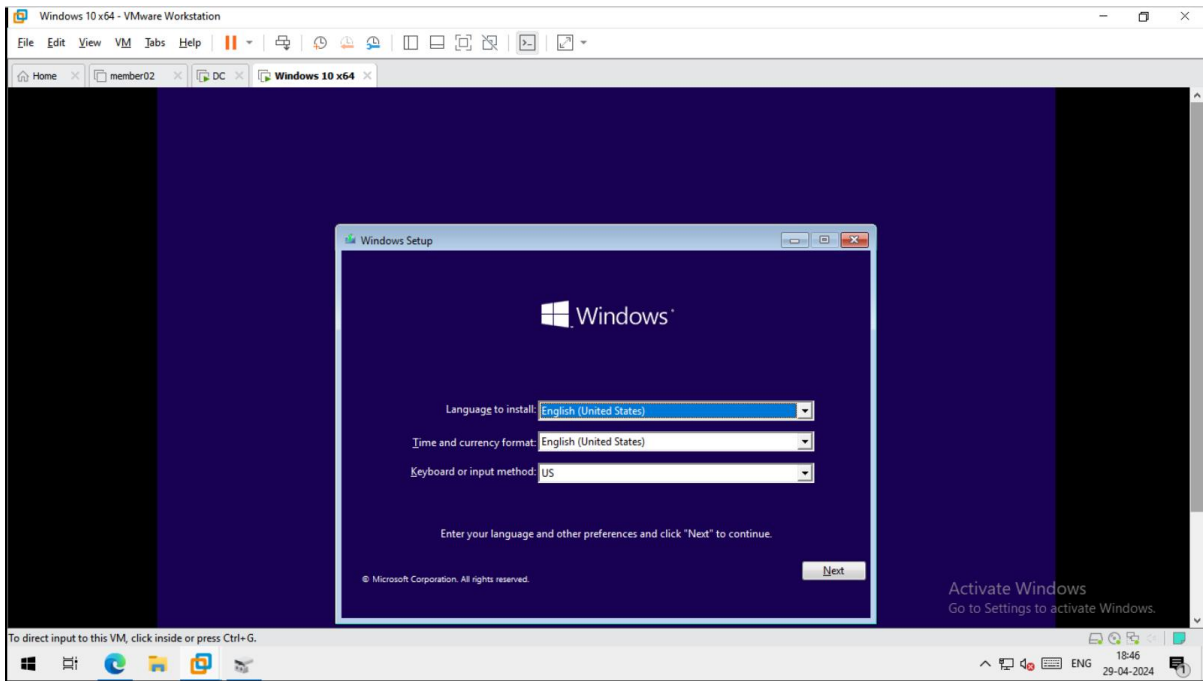 Windows 10 x64 - VMware Workstation
File Edit View VM Tabs Help
Home member02 DC Windows 10 x64
Windows Setup
Windows
Language to install: English (United States)
Time and currency format: English (United States)
Keyboard or input method: US
Enter your language and other preferences and click "Next" to continue.
Next
© Microsoft Corporation. All rights reserved.
Activate Windows
Go to Settings to activate Windows.
To direct input to this VM, click inside or press Ctrl+G.
ENG 18:46
29-04-2024
1